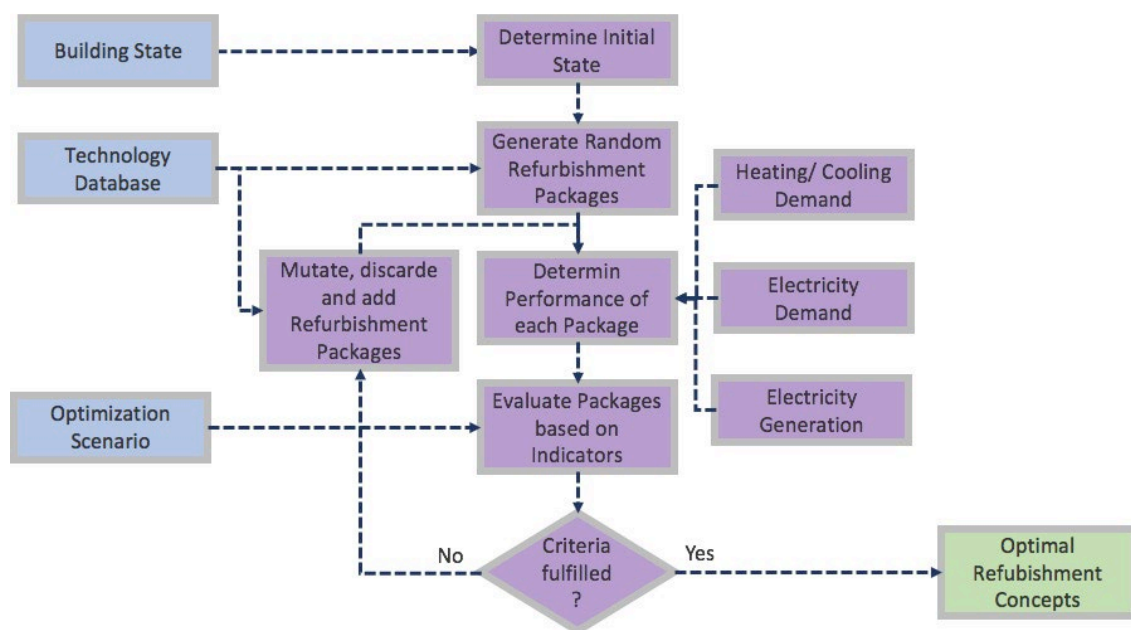 Building State
Determine Initial
State
Technology
Database
Generate Random
Refurbishment
Packages
Heating/ Cooling
Demand
Mutate, discarde
and add
Refurbishment
Packages
Determin
Performance of
each Package
Electricity
Demand
Optimization
Scenario
Evaluate Packages
based on
Indicators
Electricity
Generation
No
Criteria
fulfilled
?
Yes
Optimal
Refubishment
Concepts